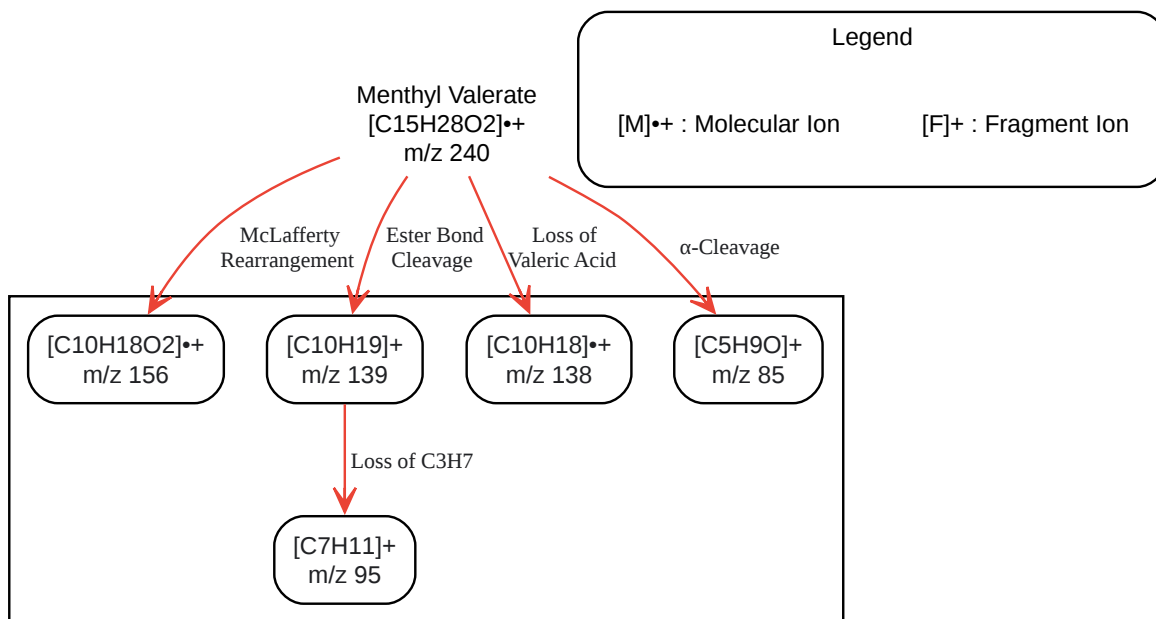 Legend
[M]•+ : Molecular Ion
[F]+ : Fragment Ion
Menthyl Valerate
[C15H28O2]•+
m/z 240
McLafferty
Rearrangement
Ester Bond
Cleavage
Loss of
Valeric Acid
α-Cleavage
[C10H18O2]•+
m/z 156
[C10H19]+
m/z 139
[C10H18]•+
m/z 138
[C5H9O]+
m/z 85
Loss of C3H7
[C7H11]+
m/z 95